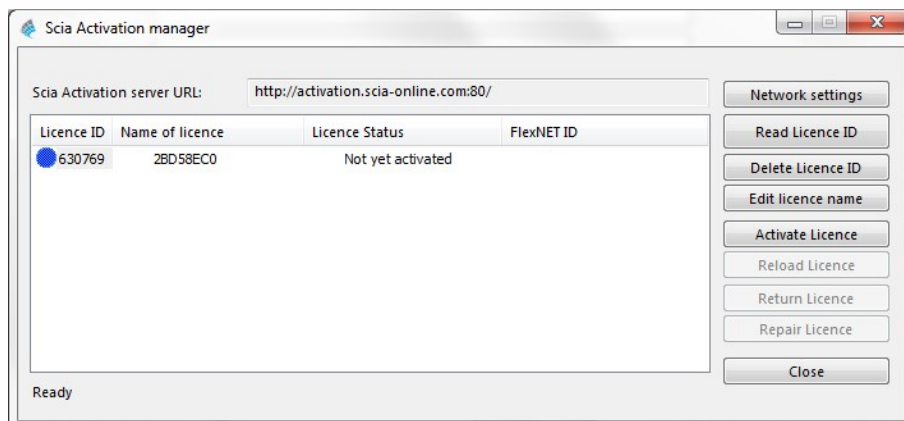 Scia Activation manager
Scia Activation server URL: http://activation.scia-online.com:80/
Network settings
Licence ID Name of licence Licence Status FlexNET ID
Read Licence ID
630769 2BD58EC0 Not yet activated
Delete Licence ID
Edit licence name
Activate Licence
Reload Licence
Return Licence
Repair Licence
Close
Ready